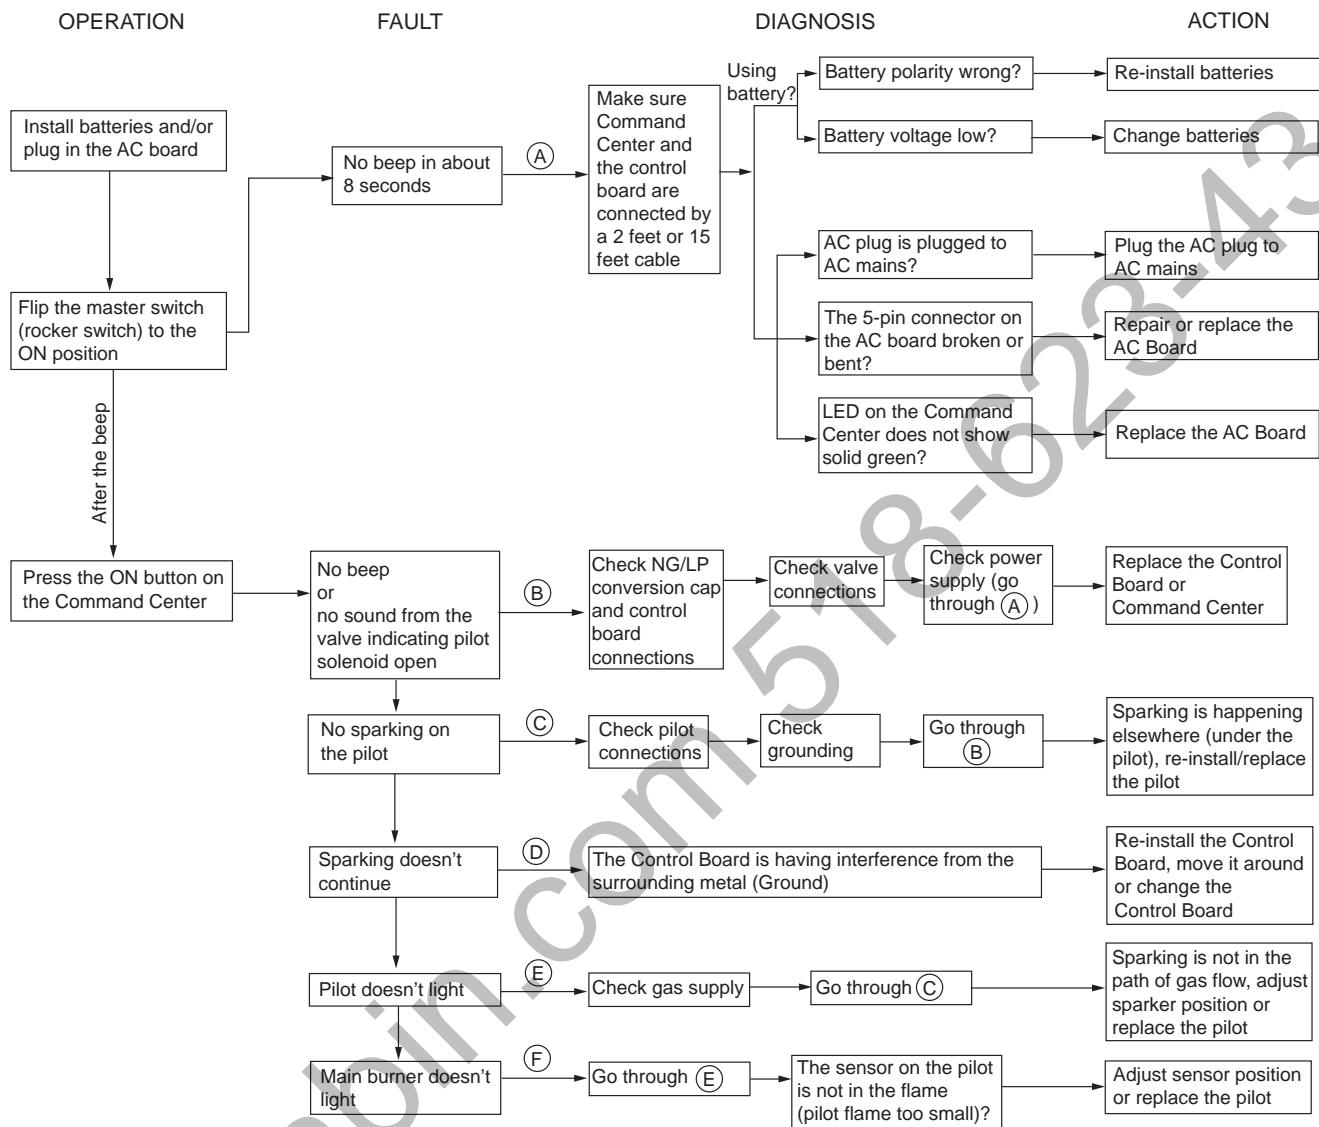 OPERATION
FAULT
DIAGNOSIS
ACTION
Install batteries and/or
plug in the AC board
Flip the master switch
(rocker switch) to the
ON position
After the beep
No beep in about
8 seconds
A
Make sure
Command
Center and
the control
board are
connected by
a 2 feet or 15
feet cable
Using
battery?
Battery polarity wrong?
Re-install batteries
Battery voltage low?
Change batteries
AC plug is plugged to
AC mains?
Plug the AC plug to
AC mains
The 5-pin connector on
the AC board broken or
bent?
Repair or replace the
AC Board
LED on the Command
Center does not show
solid green?
Replace the AC Board
Press the ON button on
the Command Center
No beep
or
no sound from the
valve indicating pilot
solenoid open
B
Check NG/LP
conversion cap
and control
board
connections
Check valve
connections
Check power
supply (go
through A )
Replace the Control
Board or
Command Center
No sparking on
the pilot
C
Check pilot
connections
Check
grounding
Go through
B
Sparking is happening
elsewhere (under the
pilot), re-install/replace
the pilot
Sparking doesn't
continue
D
The Control Board is having interference from the
surrounding metal (Ground)
Re-install the Control
Board, move it around
or change the
Control Board
Pilot doesn't light
E
Check gas supply
Go through C
Sparking is not in the
path of gas flow, adjust
sparker position or
replace the pilot
Main burner doesn't
light
F
Go through E
The sensor on the pilot
is not in the flame
(pilot flame too small)?
Adjust sensor position
or replace the pilot
bin.com 518-623-43